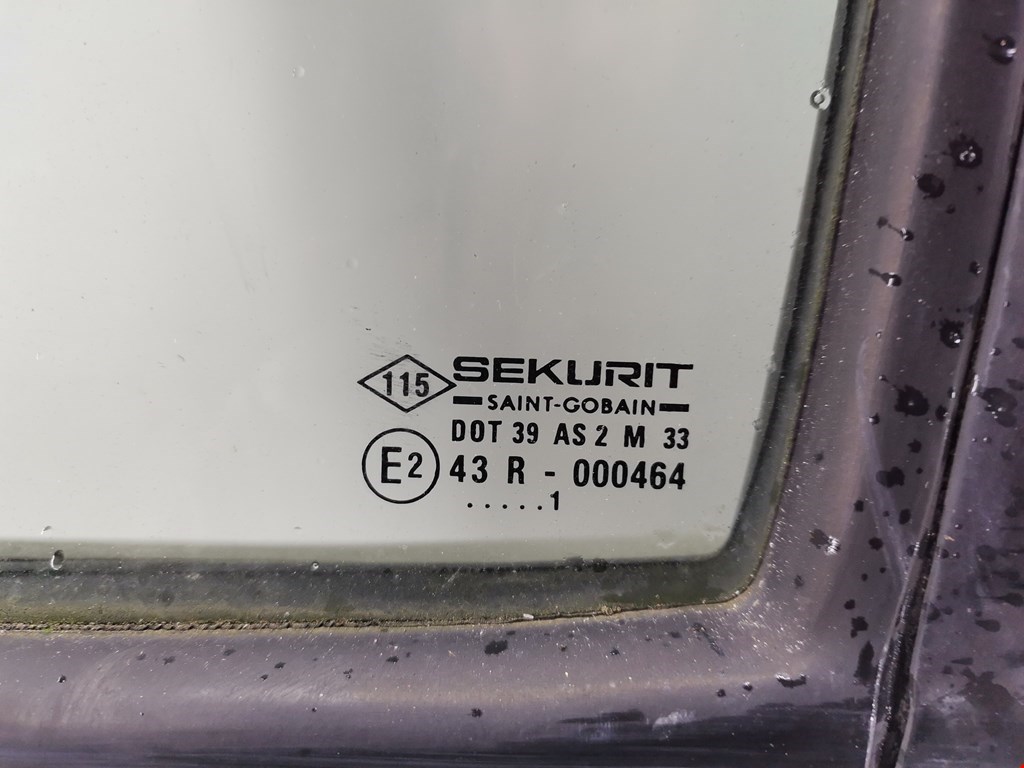 115 SEKURIT
SAINT-GOBAIN
DOT 39 AS 2 M 33
E2 43 R - 000464
.....1